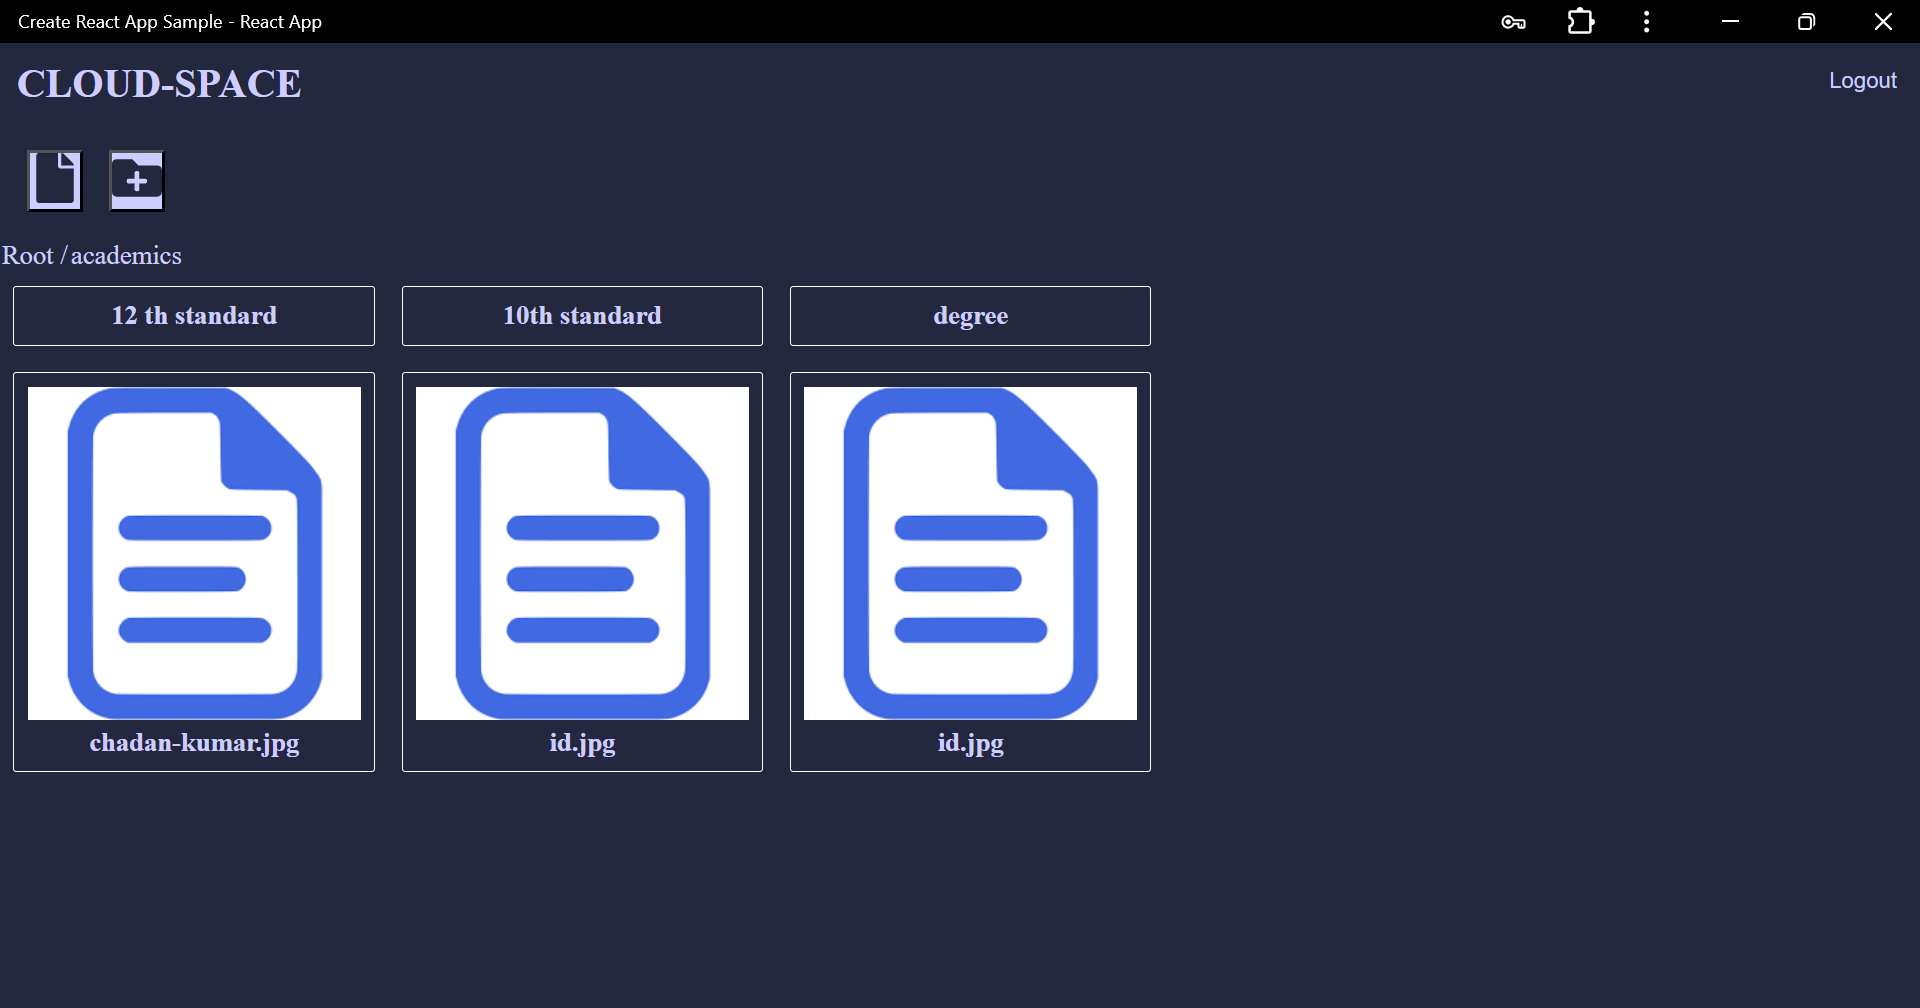 Create React App Sample - React App
CLOUD-SPACE
Logout
Root / academics
12 th standard
10th standard
degree
chadan-kumar.jpg
id.jpg
id.jpg